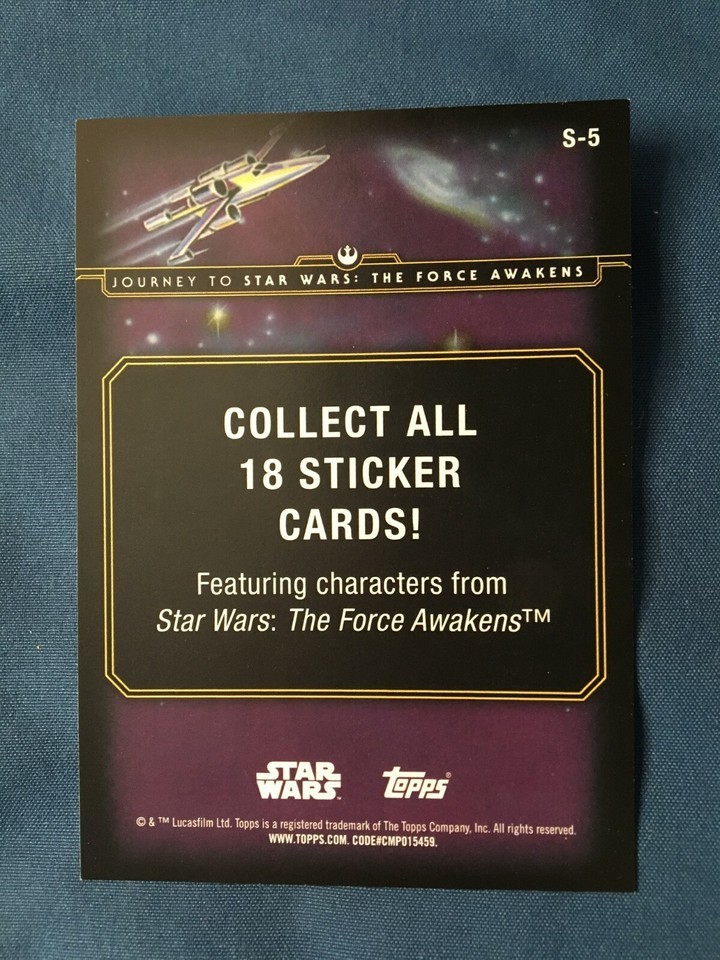 S-5
JOURNEY TO STAR WARS: THE FORCE AWAKENS
COLLECT ALL
18 STICKER
CARDS!
Featuring characters from
Star Wars: The Force Awakens™
STAR WARS™ topps®
© & ™ Lucasfilm Ltd. Topps is a registered trademark of The Topps Company, Inc. All rights reserved.
WWW.TOPPS.COM. CODE#CMP015459.